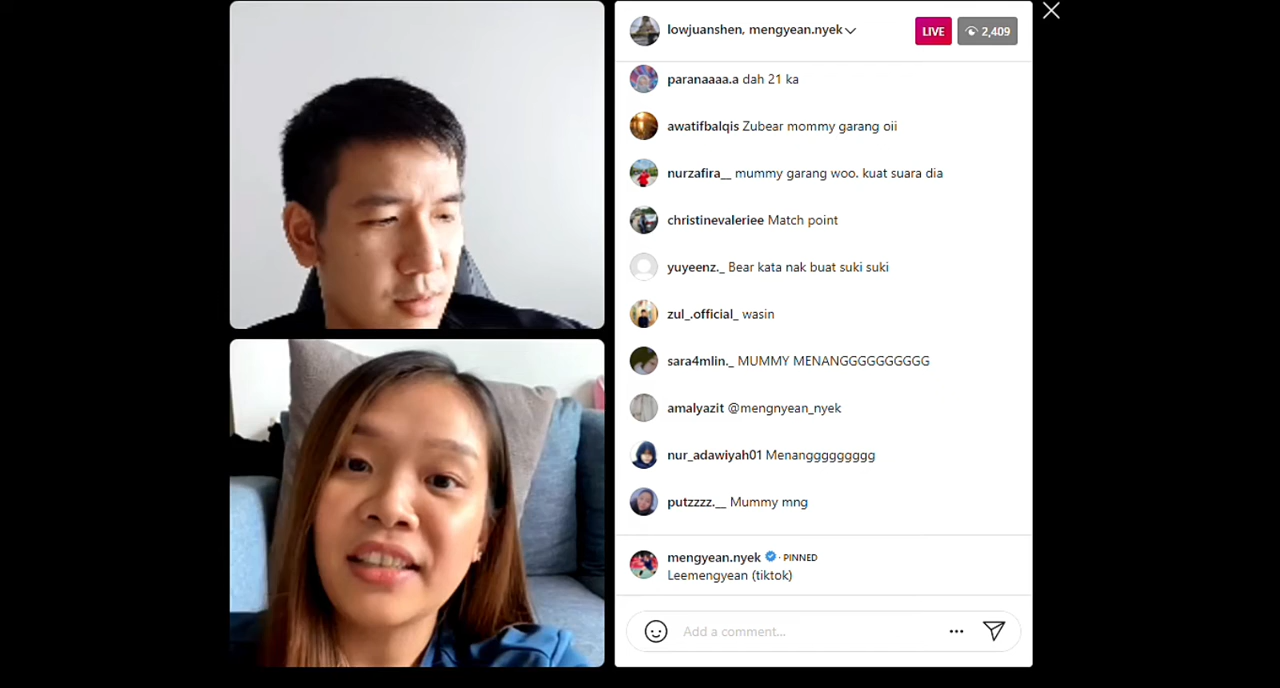 lowjuanshen, mengyean.nyek
LIVE
2,409
paranaaaa.a dah 21 ka
awatifbalqis Zubear mommy garang oii
nurzafira__ mummy garang woo. kuat suara dia
christinevaleriee Match point
yuyeenz._ Bear kata nak buat suki suki
zul_.official_ wasin
sara4mlin._ MUMMY MENANGGGGGGGGGG
amalyazit @mengnyean_nyek
nur_adawiyah01 Menanggggggggg
putzzzz.__ Mummy mng
mengyean.nyek · PINNED
Leemengyean (tiktok)
Add a comment...